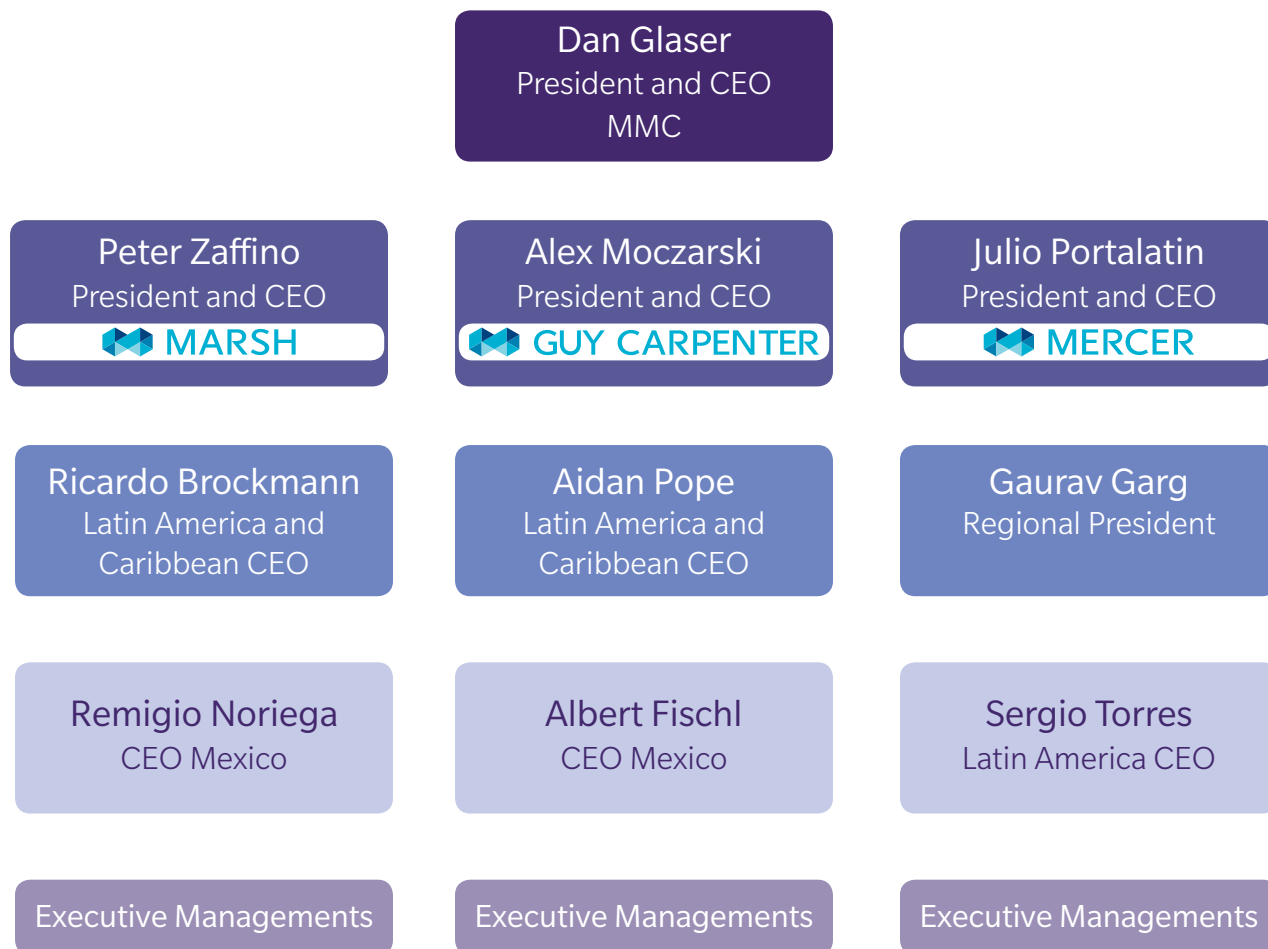 Dan Glaser
President and CEO
MMC
Peter Zaffino
President and CEO
MARSH
Alex Moczarski
President and CEO
GUY CARPENTER
Julio Portalatin
President and CEO
MERCER
Ricardo Brockmann
Latin America and
Caribbean CEO
Aidan Pope
Latin America and
Caribbean CEO
Gaurav Garg
Regional President
Remigio Noriega
CEO Mexico
Albert Fischl
CEO Mexico
Sergio Torres
Latin America CEO
Executive Managements
Executive Managements
Executive Managements